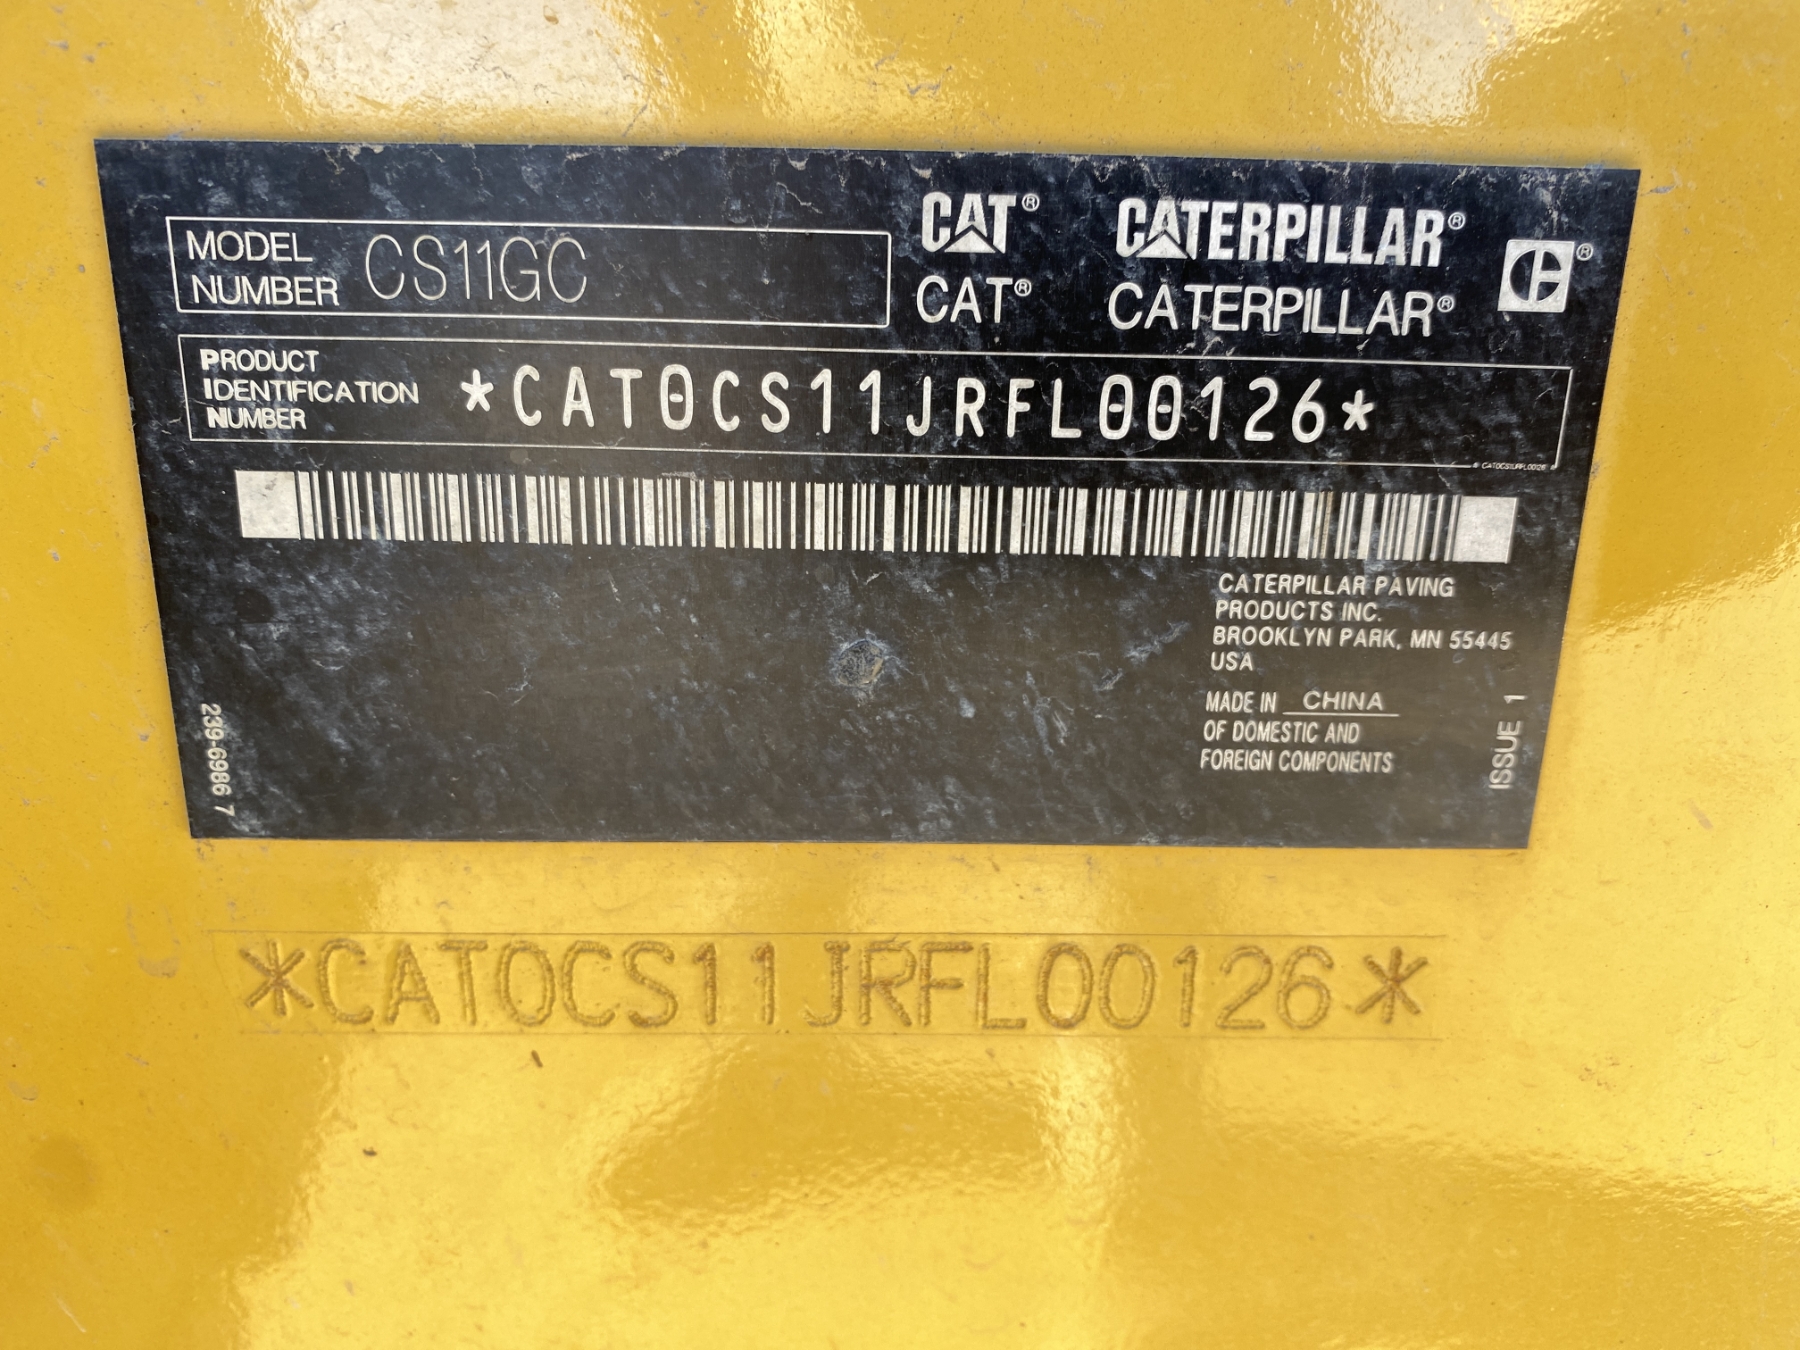 MODEL
NUMBER CS11GC
CAT® CATERPILLAR® ®
CAT® CATERPILLAR®
PRODUCT
IDENTIFICATION
NUMBER
*CAT0CS11JRFL00126*
CATERPILLAR PAVING
PRODUCTS INC.
BROOKLYN PARK, MN 55445
USA
MADE IN CHINA
OF DOMESTIC AND
FOREIGN COMPONENTS
239-6986 7
ISSUE 1
*CAT0CS11JRFL00126*